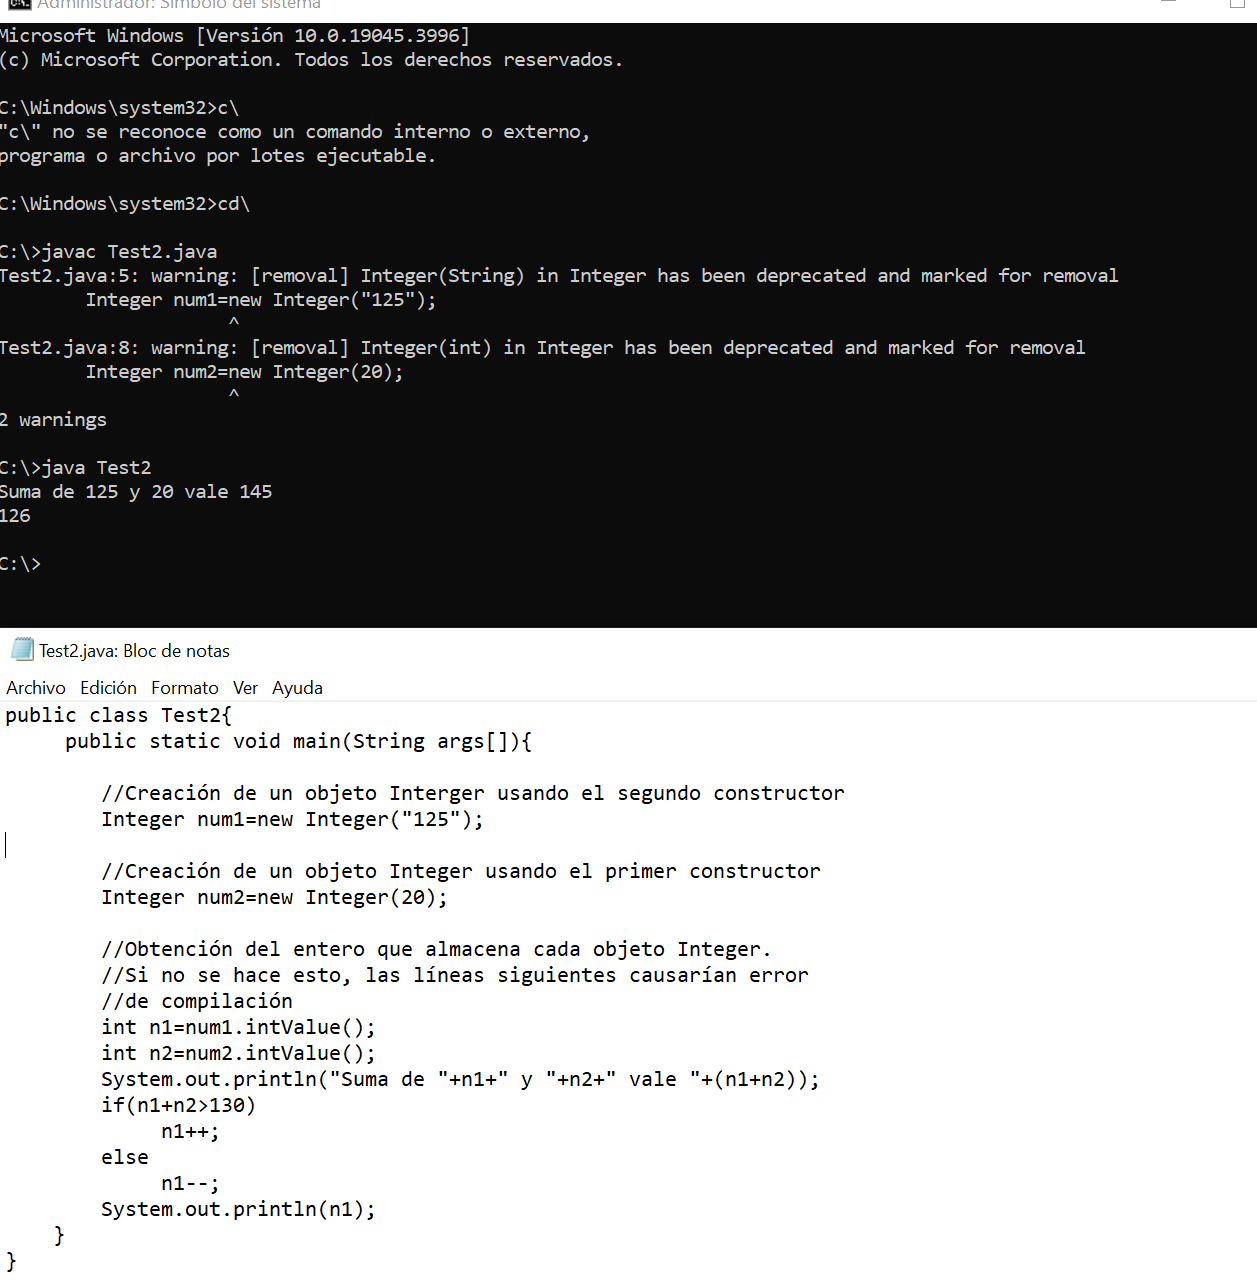 Administrador: Símbolo del sistema
Microsoft Windows [Versión 10.0.19045.3996]
(c) Microsoft Corporation. Todos los derechos reservados.
C:\Windows\system32>c\
"c\" no se reconoce como un comando interno o externo,
programa o archivo por lotes ejecutable.
C:\Windows\system32>cd\
C:\>javac Test2.java
Test2.java:5: warning: [removal] Integer(String) in Integer has been deprecated and marked for removal
        Integer num1=new Integer("125");
                     ^
Test2.java:8: warning: [removal] Integer(int) in Integer has been deprecated and marked for removal
        Integer num2=new Integer(20);
                     ^
2 warnings
C:\>java Test2
Suma de 125 y 20 vale 145
126
C:\>
Test2.java: Bloc de notas
Archivo Edición Formato Ver Ayuda
public class Test2{
     public static void main(String args[]){
        //Creación de un objeto Interger usando el segundo constructor
        Integer num1=new Integer("125");
        //Creación de un objeto Integer usando el primer constructor
        Integer num2=new Integer(20);
        //Obtención del entero que almacena cada objeto Integer.
        //Si no se hace esto, las líneas siguientes causarían error
        //de compilación
        int n1=num1.intValue();
        int n2=num2.intValue();
        System.out.println("Suma de "+n1+" y "+n2+" vale "+(n1+n2));
        if(n1+n2>130)
             n1++;
        else
             n1--;
        System.out.println(n1);
    }
}